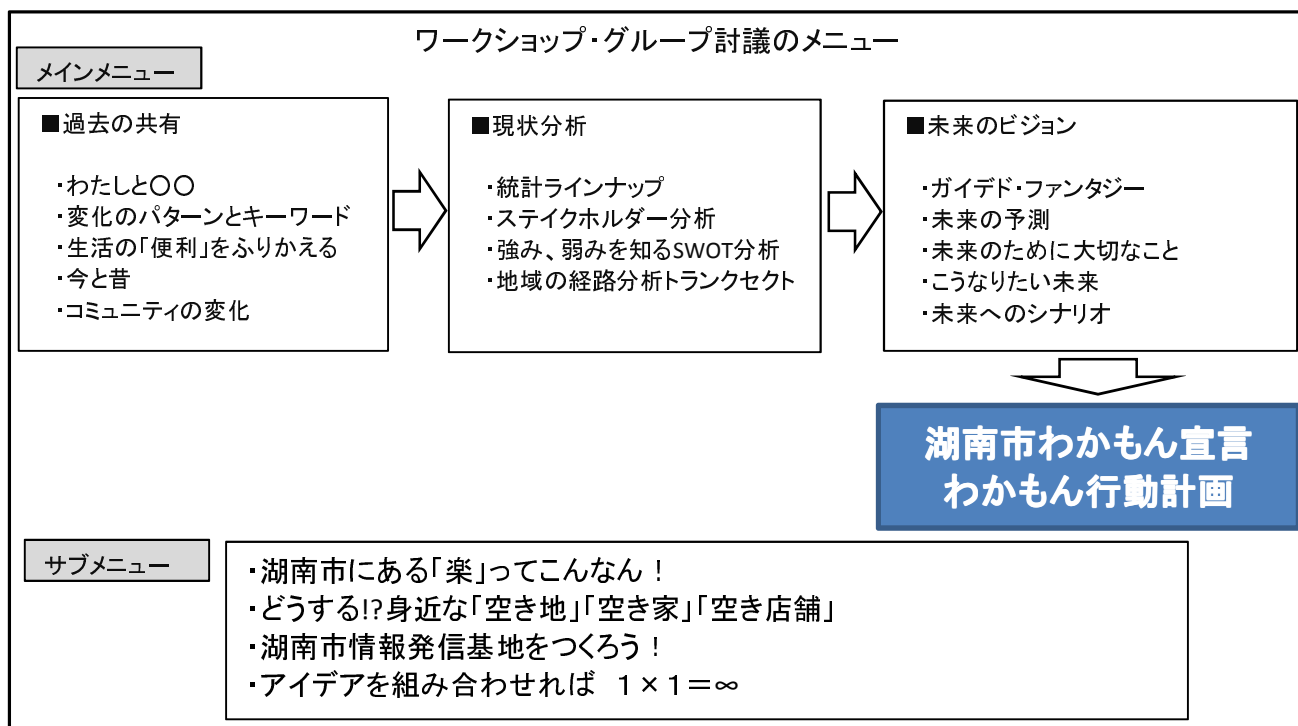 ワークショップ・グループ討議のメニュー
メインメニュー
■過去の共有
・わたしと〇〇
・変化のパターンとキーワード
・生活の「便利」をふりかえる
・今と昔
・コミュニティの変化
■現状分析
・統計ラインナップ
・ステイクホルダー分析
・強み、弱みを知るSWOT分析
・地域の経路分析トランクセクト
■未来のビジョン
・ガイデド・ファンタジー
・未来の予測
・未来のために大切なこと
・こうなりたい未来
・未来へのシナリオ
湖南市わかもん宣言
わかもん行動計画
サブメニュー
・湖南市にある「楽」ってこんなん！
・どうする!?身近な「空き地」「空き家」「空き店舗」
・湖南市情報発信基地をつくろう！
・アイデアを組み合わせれば　１×１＝∞